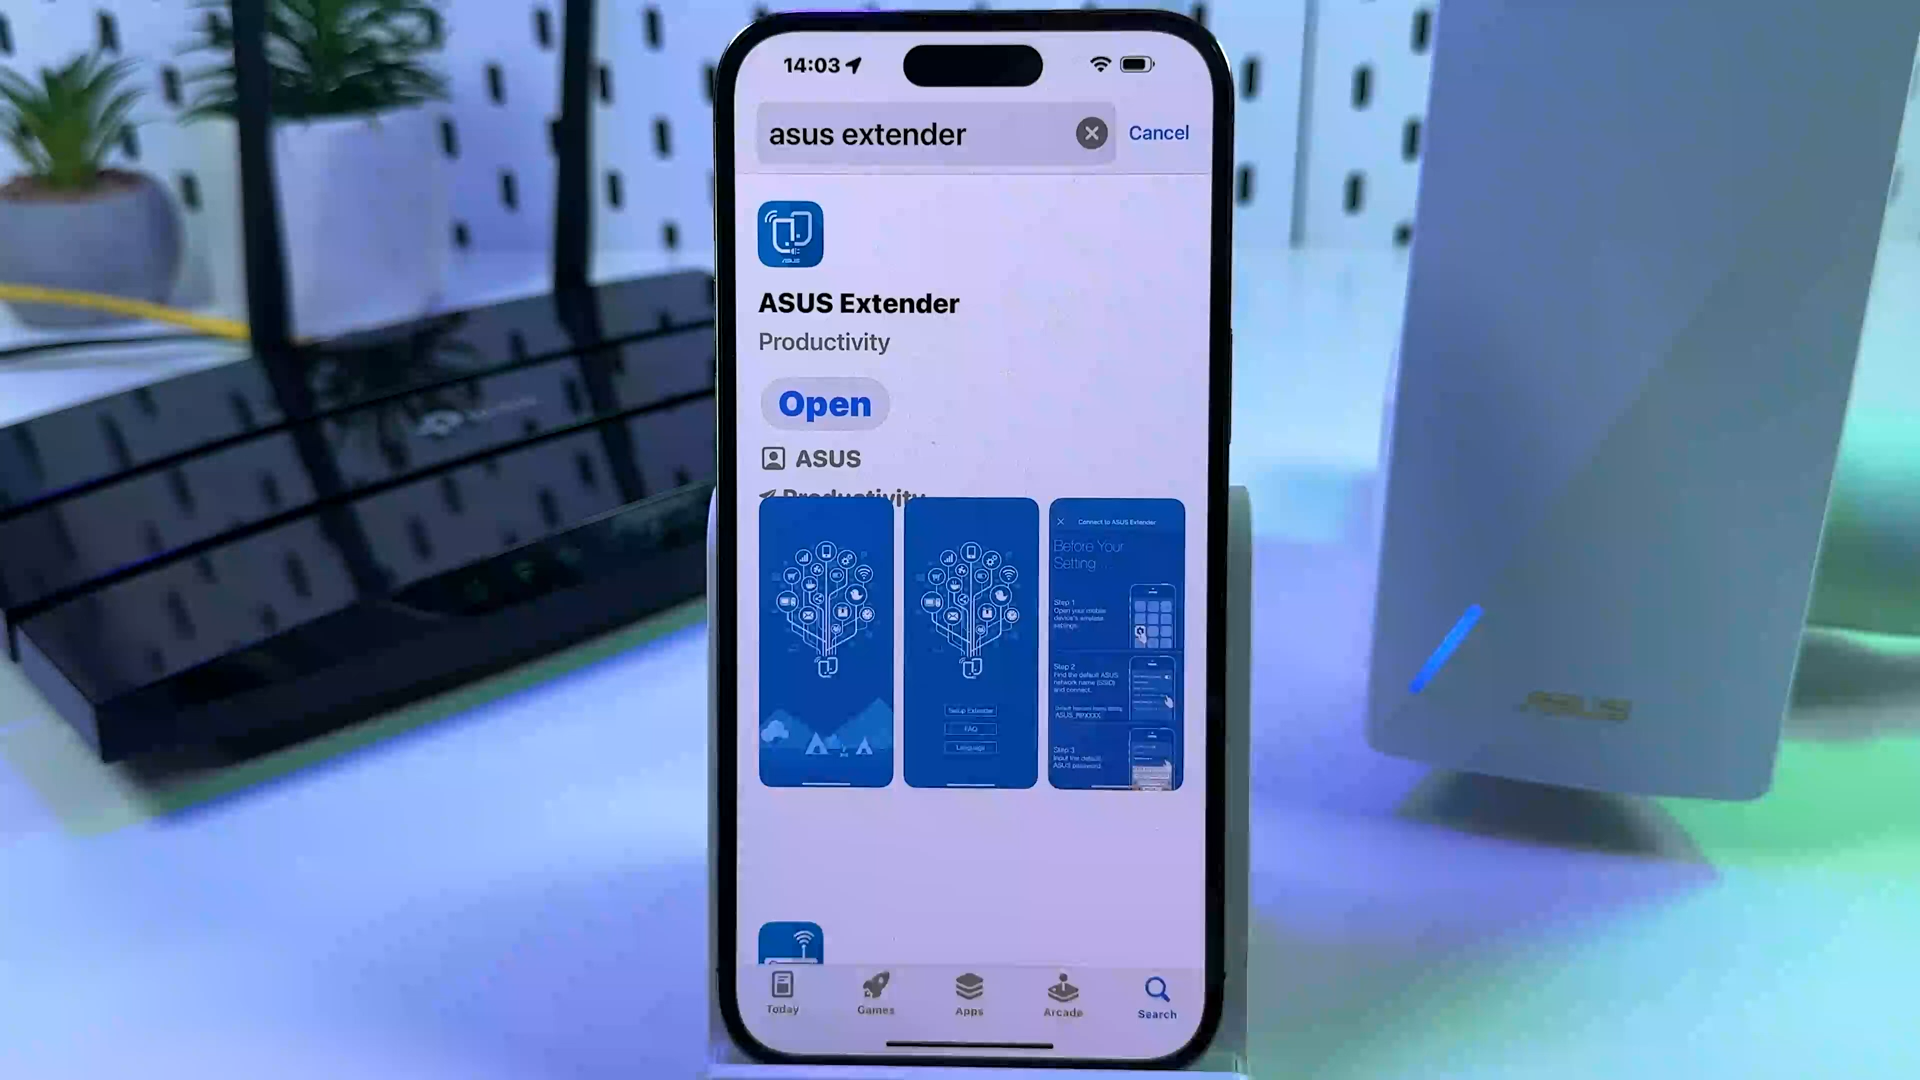 14:03
asus extender
Cancel
ASUS
ASUS Extender
Productivity
Open
ASUS
Productivity
Connect to ASUS Extender
Before Your
Setting
Step 1
Open your mobile
device's wireless
settings.
Step 2
Find the default ASUS
network name (SSID)
and connect.
Step 3
Input the default
ASUS password.
Setup Extender
FAQ
Language
Today
Games
Apps
Arcade
Search
ASUS